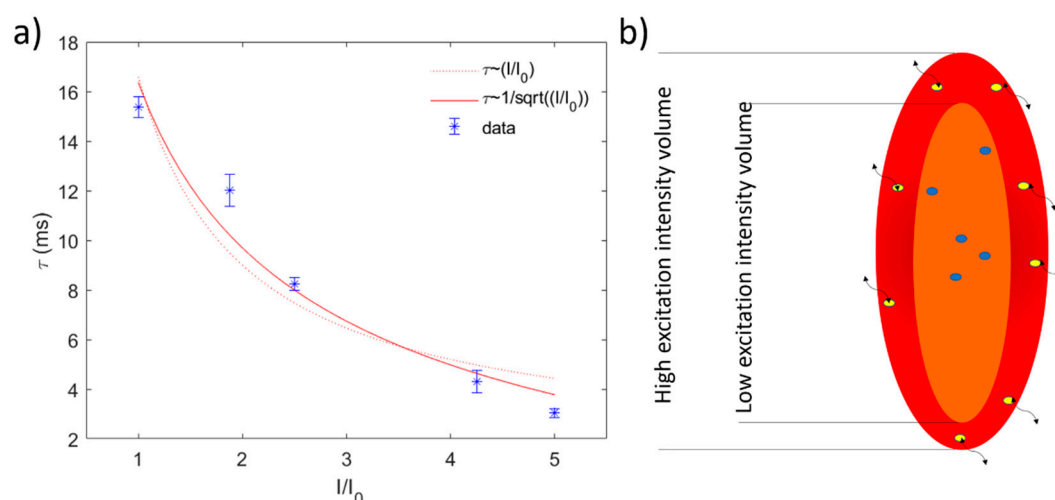 a)
18
16
14
12
10
8
6
4
2
τ (ms)
1
2
3
4
5
I/I₀
τ~(I/I₀)
τ~1/sqrt((I/I₀))
data
b)
High excitation intensity volume
Low excitation intensity volume